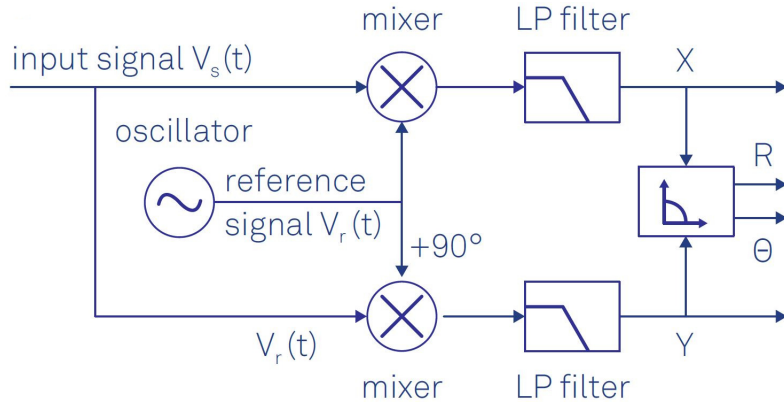 mixer
LP filter
input signal Vₛ(t)
X
oscillator
R
reference
signal Vᵣ(t)
+90°
Θ
Vᵣ(t)
Y
mixer
LP filter